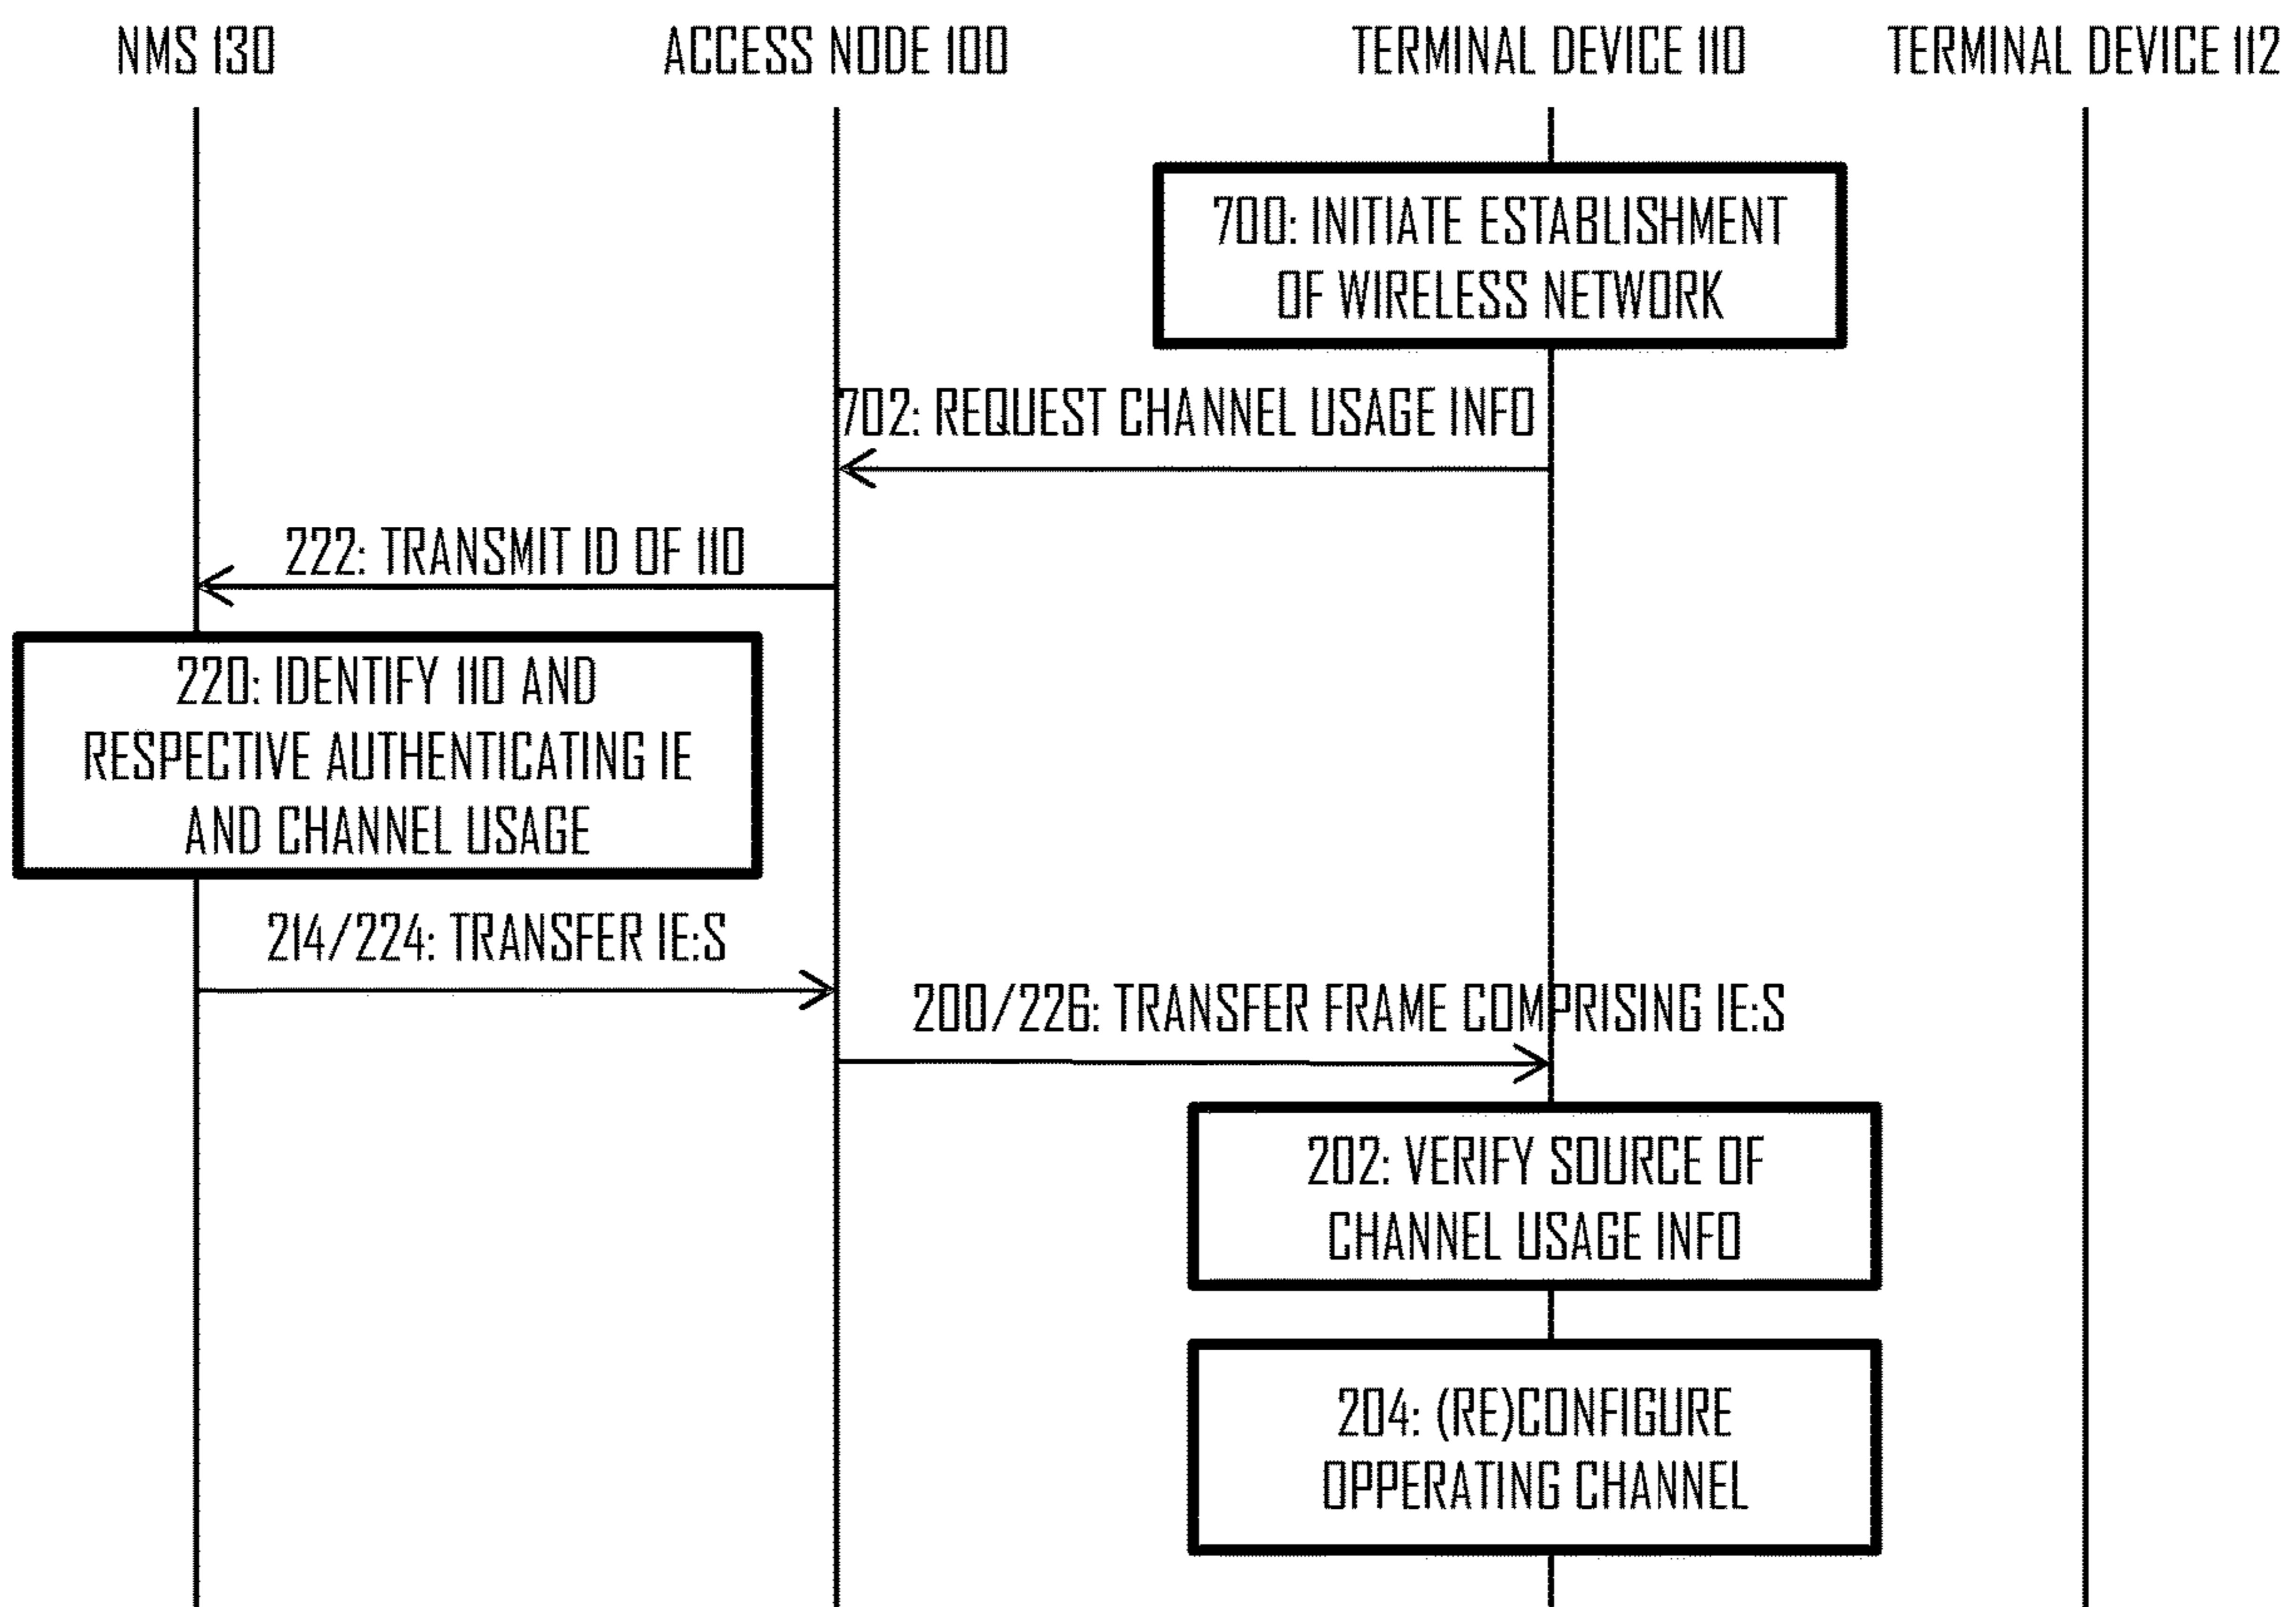 NMS 130
ACCESS NODE 100
TERMINAL DEVICE 110
TERMINAL DEVICE 112
700: INITIATE ESTABLISHMENT
OF WIRELESS NETWORK
702: REQUEST CHANNEL USAGE INFO
222: TRANSMIT ID OF 110
220: IDENTIFY 110 AND
RESPECTIVE AUTHENTICATING IE
AND CHANNEL USAGE
214/224: TRANSFER IE:S
200/226: TRANSFER FRAME COMPRISING IE:S
202: VERIFY SOURCE OF
CHANNEL USAGE INFO
204: (RE)CONFIGURE
OPPERATING CHANNEL